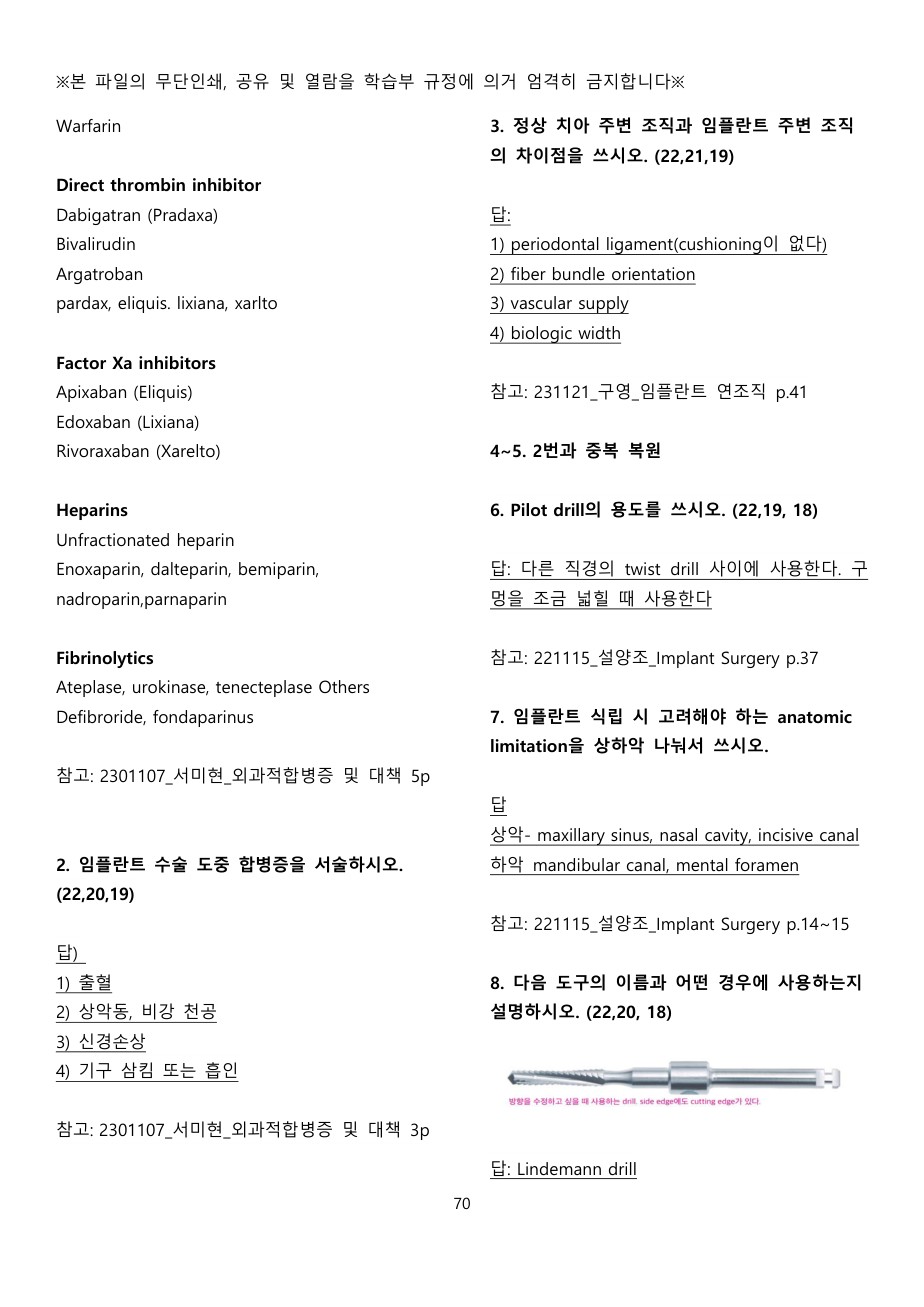 ※본 파일의 무단인쇄, 공유 및 열람을 학습부 규정에 의거 엄격히 금지합니다※
Warfarin
Direct thrombin inhibitor
Dabigatran (Pradaxa)
Bivalirudin
Argatroban
pardax, eliquis. lixiana, xarlto
Factor Xa inhibitors
Apixaban (Eliquis)
Edoxaban (Lixiana)
Rivoraxaban (Xarelto)
Heparins
Unfractionated heparin
Enoxaparin, dalteparin, bemiparin,
nadroparin,parnaparin
Fibrinolytics
Ateplase, urokinase, tenecteplase Others
Defibroride, fondaparinus
참고: 2301107_서미현_외과적합병증 및 대책 5p
2. 임플란트 수술 도중 합병증을 서술하시오.
(22,20,19)
답)
1) 출혈
2) 상악동, 비강 천공
3) 신경손상
4) 기구 삼킴 또는 흡인
참고: 2301107_서미현_외과적합병증 및 대책 3p
3. 정상 치아 주변 조직과 임플란트 주변 조직
의 차이점을 쓰시오. (22,21,19)
답:
1) periodontal ligament(cushioning이 없다)
2) fiber bundle orientation
3) vascular supply
4) biologic width
참고: 231121_구영_임플란트 연조직 p.41
4~5. 2번과 중복 복원
6. Pilot drill의 용도를 쓰시오. (22,19, 18)
답: 다른 직경의 twist drill 사이에 사용한다. 구
멍을 조금 넓힐 때 사용한다
참고: 221115_설양조_Implant Surgery p.37
7. 임플란트 식립 시 고려해야 하는 anatomic
limitation을 상하악 나눠서 쓰시오.
답
상악- maxillary sinus, nasal cavity, incisive canal
하악 mandibular canal, mental foramen
참고: 221115_설양조_Implant Surgery p.14~15
8. 다음 도구의 이름과 어떤 경우에 사용하는지
설명하시오. (22,20, 18)
방향을 수정하고 싶을 때 사용하는 drill. side edge에도 cutting edge가 있다.
답: Lindemann drill
70